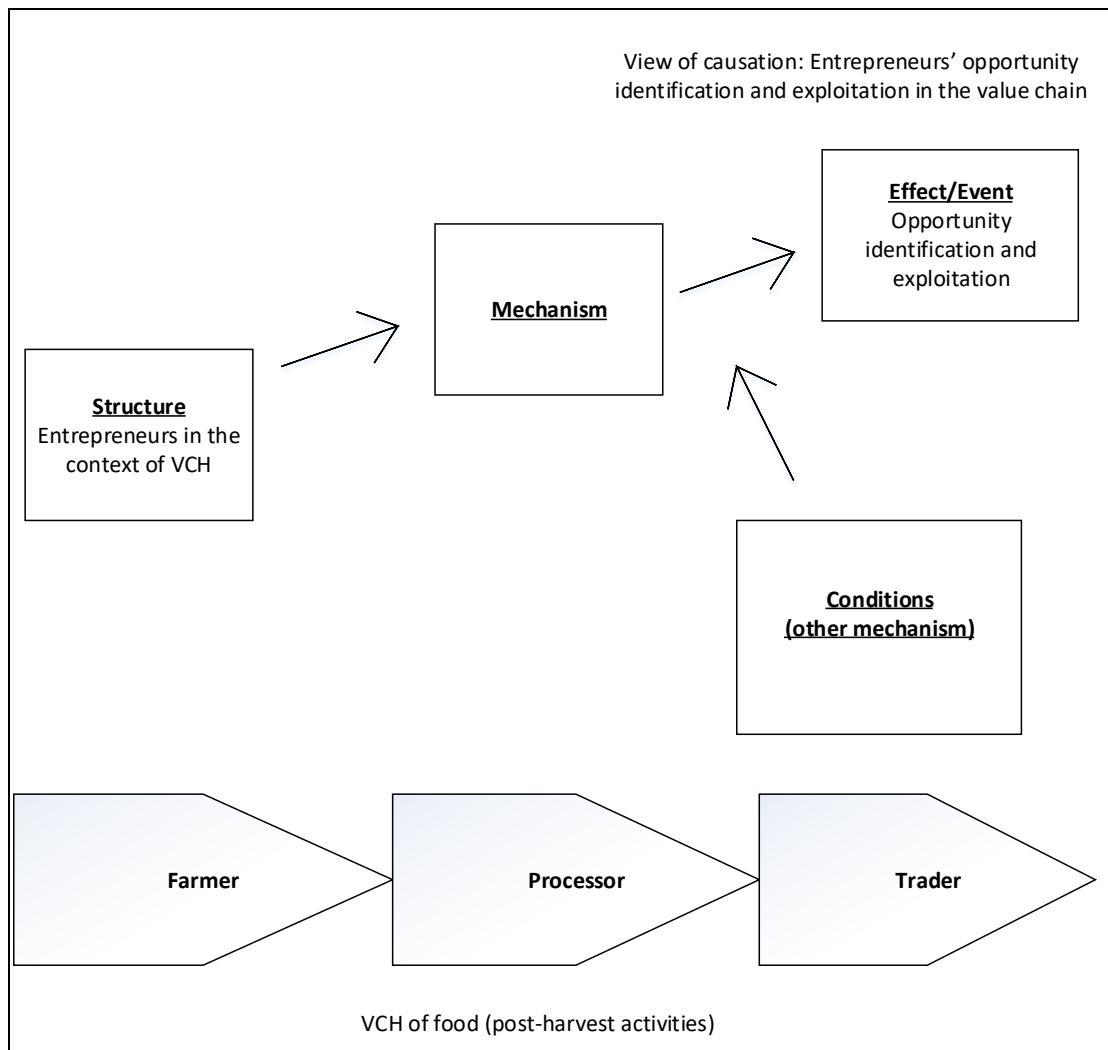 View of causation: Entrepreneurs’ opportunity
identification and exploitation in the value chain
Effect/Event
Opportunity
identification and
exploitation
Mechanism
Structure
Entrepreneurs in the
context of VCH
Conditions
(other mechanism)
Farmer
Processor
Trader
VCH of food (post-harvest activities)